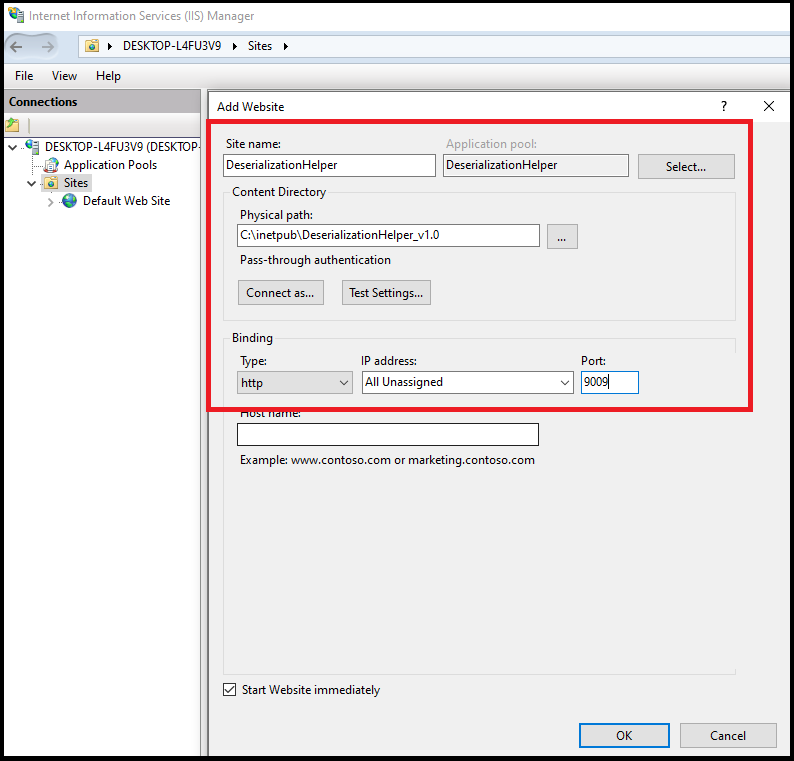 Internet Information Services (IIS) Manager
DESKTOP-L4FU3V9 Sites
File View Help
Connections
DESKTOP-L4FU3V9 (DESKTOP-
Application Pools
Sites
Default Web Site
Add Website ?
Site name: Application pool:
DeserializationHelper DeserializationHelper Select...
Content Directory
Physical path:
C:\inetpub\DeserializationHelper_v1.0 ...
Pass-through authentication
Connect as... Test Settings...
Binding
Type: IP address: Port:
http All Unassigned 9009
Host name:
Example: www.contoso.com or marketing.contoso.com
Start Website immediately
OK Cancel